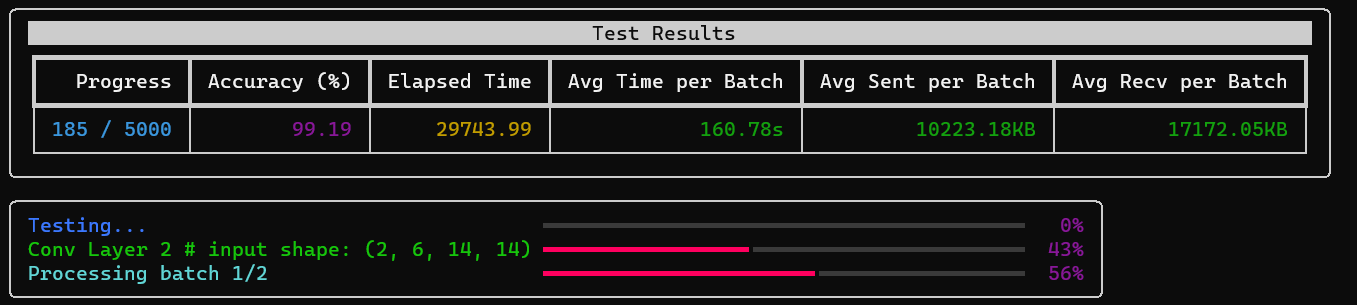 Test Results
Progress Accuracy (%) Elapsed Time Avg Time per Batch Avg Sent per Batch Avg Recv per Batch
185 / 5000 99.19 29743.99 160.78s 10223.18KB 17172.05KB
Testing... 0%
Conv Layer 2 # input shape: (2, 6, 14, 14) 43%
Processing batch 1/2 56%